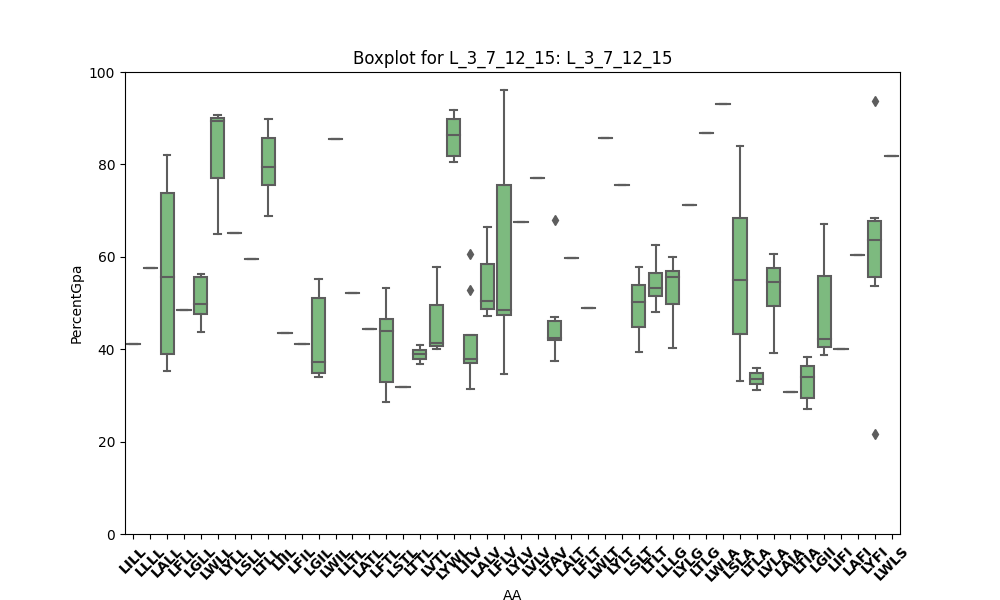 Boxplot for L_3_7_12_15: L_3_7_12_15
PercentGpa
100
80
60
40
20
0
LILL LLLL LALL LFLL LGLL LWLL LYLL LSLL LTLL LIIL LFIL LGIL LWIL LLTL LATL LFTL LSTL LTTL LVTL LYWL LILV LALV LFLV LYLV LVLV LTAV LALT LFLT LWLT LYLT LSLT LTLT LLLG LYLG LTLG LWLA LSLA LTLA LVLA LAIA LTIA LGII LIFI LAFI LYFI LWLS
AA